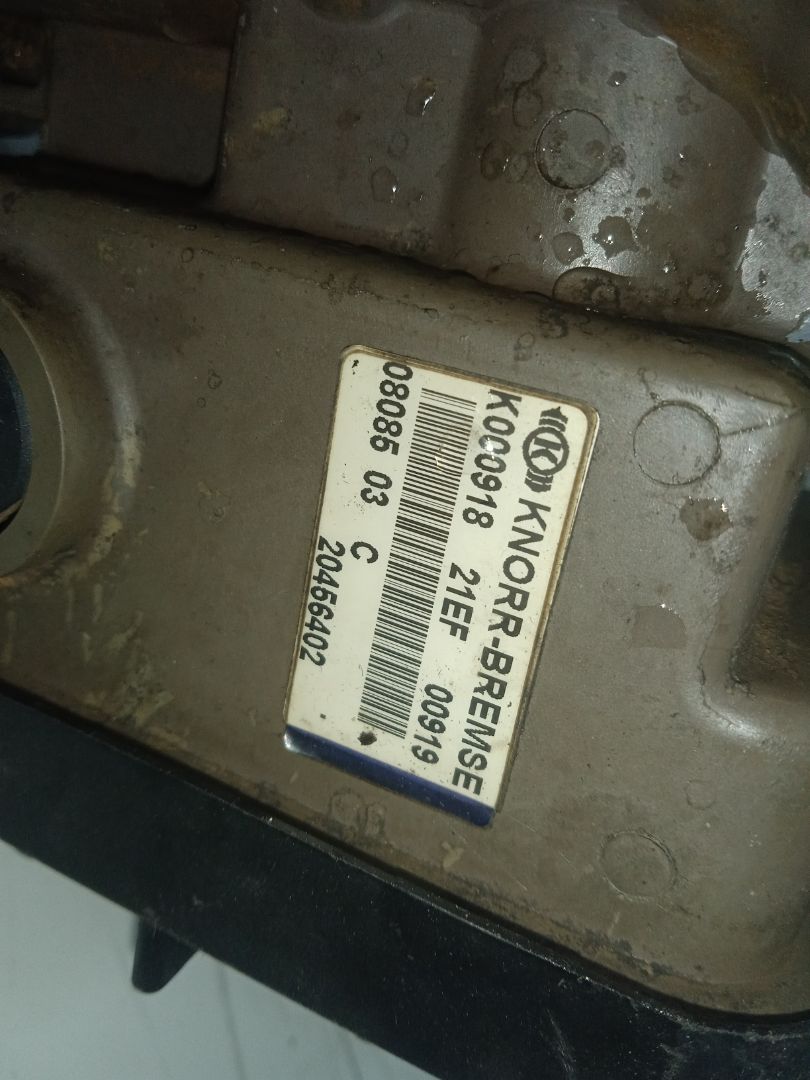 KNORR-BREMSE
K000918 21EF 00919
08085 03 C
20456402